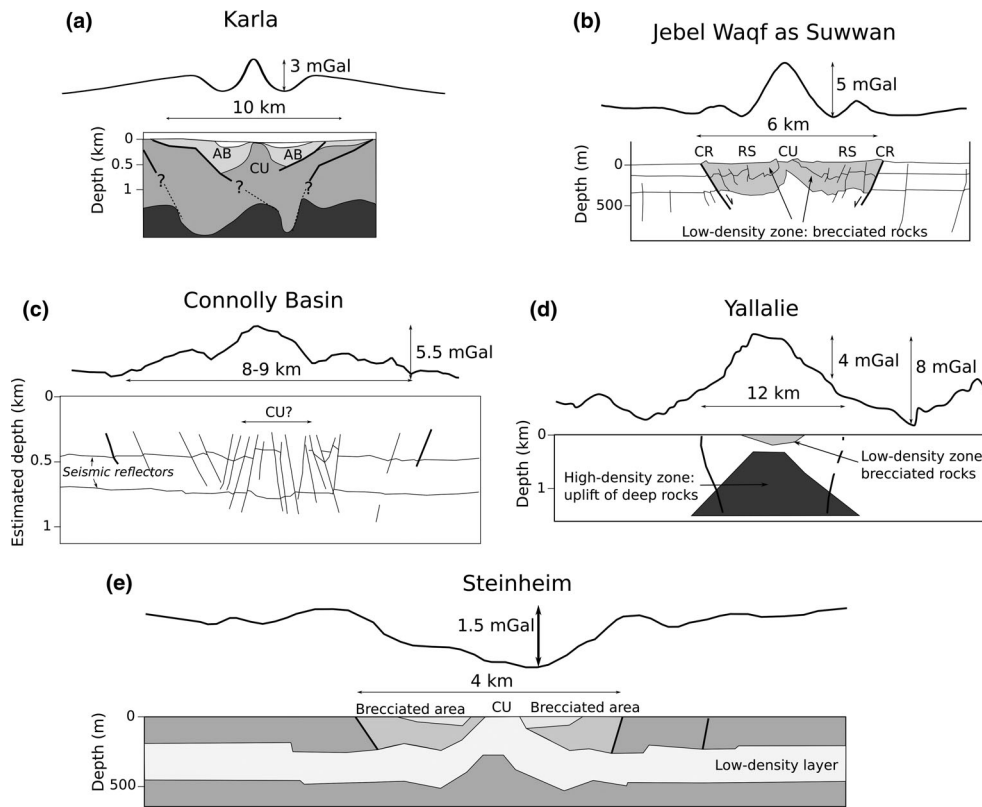 (a)
Karla
3 mGal
10 km
Depth (km)
0
0.5
1
AB
AB
CU
?
?
?
(b)
Jebel Waqf as Suwwan
5 mGal
6 km
CR
RS
CU
RS
CR
Depth (m)
0
500
Low-density zone: brecciated rocks
(c)
Connolly Basin
5.5 mGal
8-9 km
Estimated depth (km)
0
0.5
1
CU?
Seismic reflectors
(d)
Yallalie
4 mGal
8 mGal
12 km
Depth (km)
0
1
Low-density zone:
brecciated rocks
High-density zone:
uplift of deep rocks
(e)
Steinheim
1.5 mGal
4 km
Brecciated area
CU
Brecciated area
Depth (m)
0
500
Low-density layer